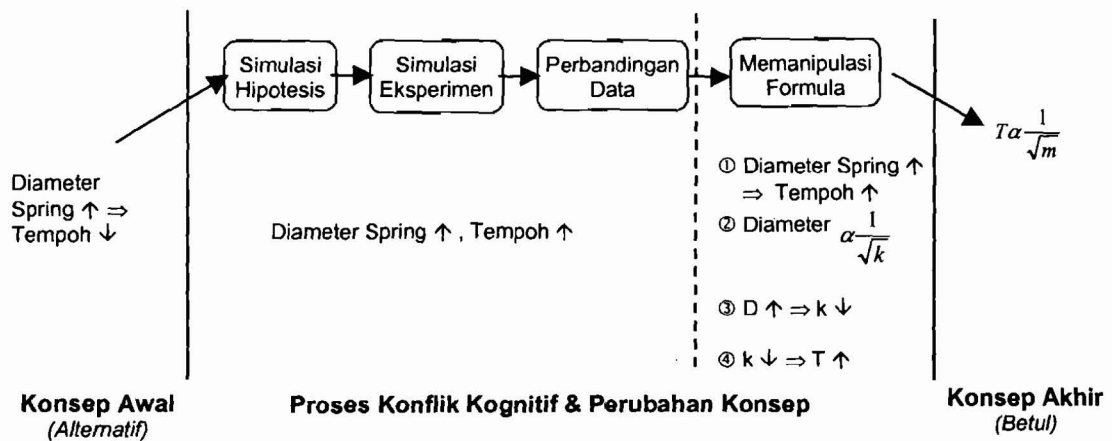 Simulasi
Hipotesis
Simulasi
Eksperimen
Perbandingan
Data
Memanipulasi
Formula
Tα 1/√m
Diameter
Spring ↑ ⇒
Tempoh ↓
Diameter Spring ↑ , Tempoh ↑
① Diameter Spring ↑
⇒ Tempoh ↑
② Diameter α 1/√k
③ D ↑ ⇒ k ↓
④ k ↓ ⇒ T ↑
Konsep Awal
(Alternatif)
Proses Konflik Kognitif & Perubahan Konsep
Konsep Akhir
(Betul)